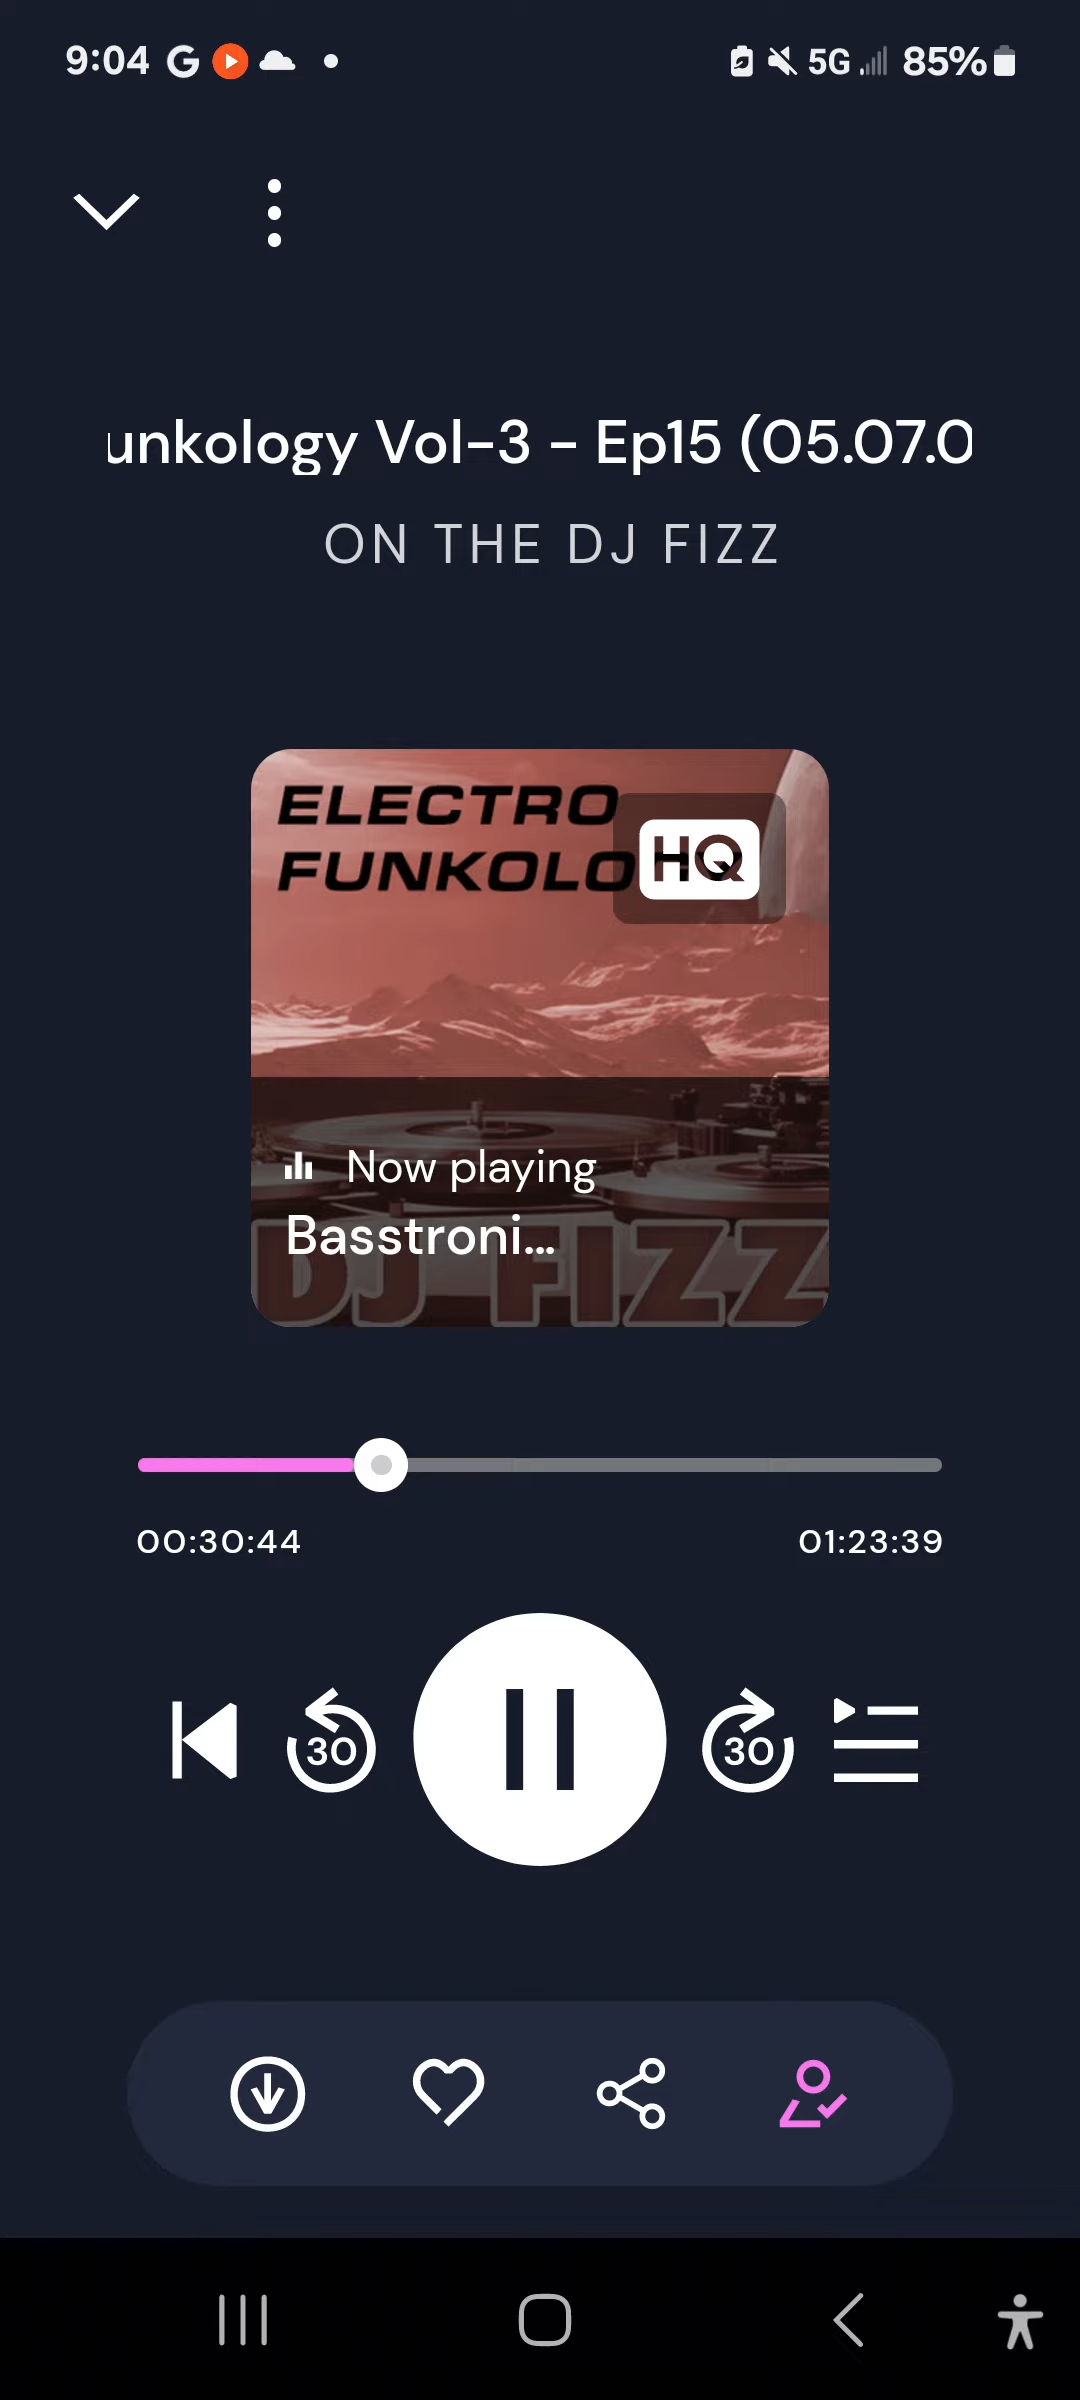 9:04
5G 85%
unkology Vol-3 - Ep15 (05.07.0
ON THE DJ FIZZ
ELECTRO
FUNKOLO
HQ
Now playing
Basstroni...
DJ FIZZ
00:30:44
01:23:39
30
30